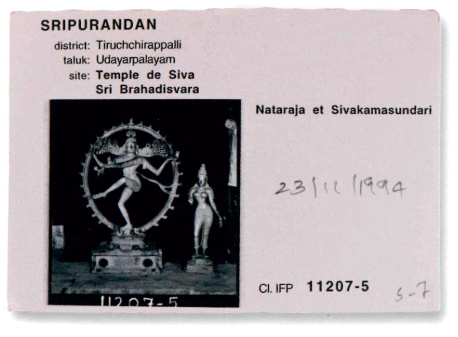 SRIPURANDAN
district: Tiruchchirappalli
taluk: Udayarpalayam
site: Temple de Siva
Sri Brahadisvara
Nataraja et Sivakamasundari
23/11/1994
11207-5
Cl. IFP 11207-5
S-7